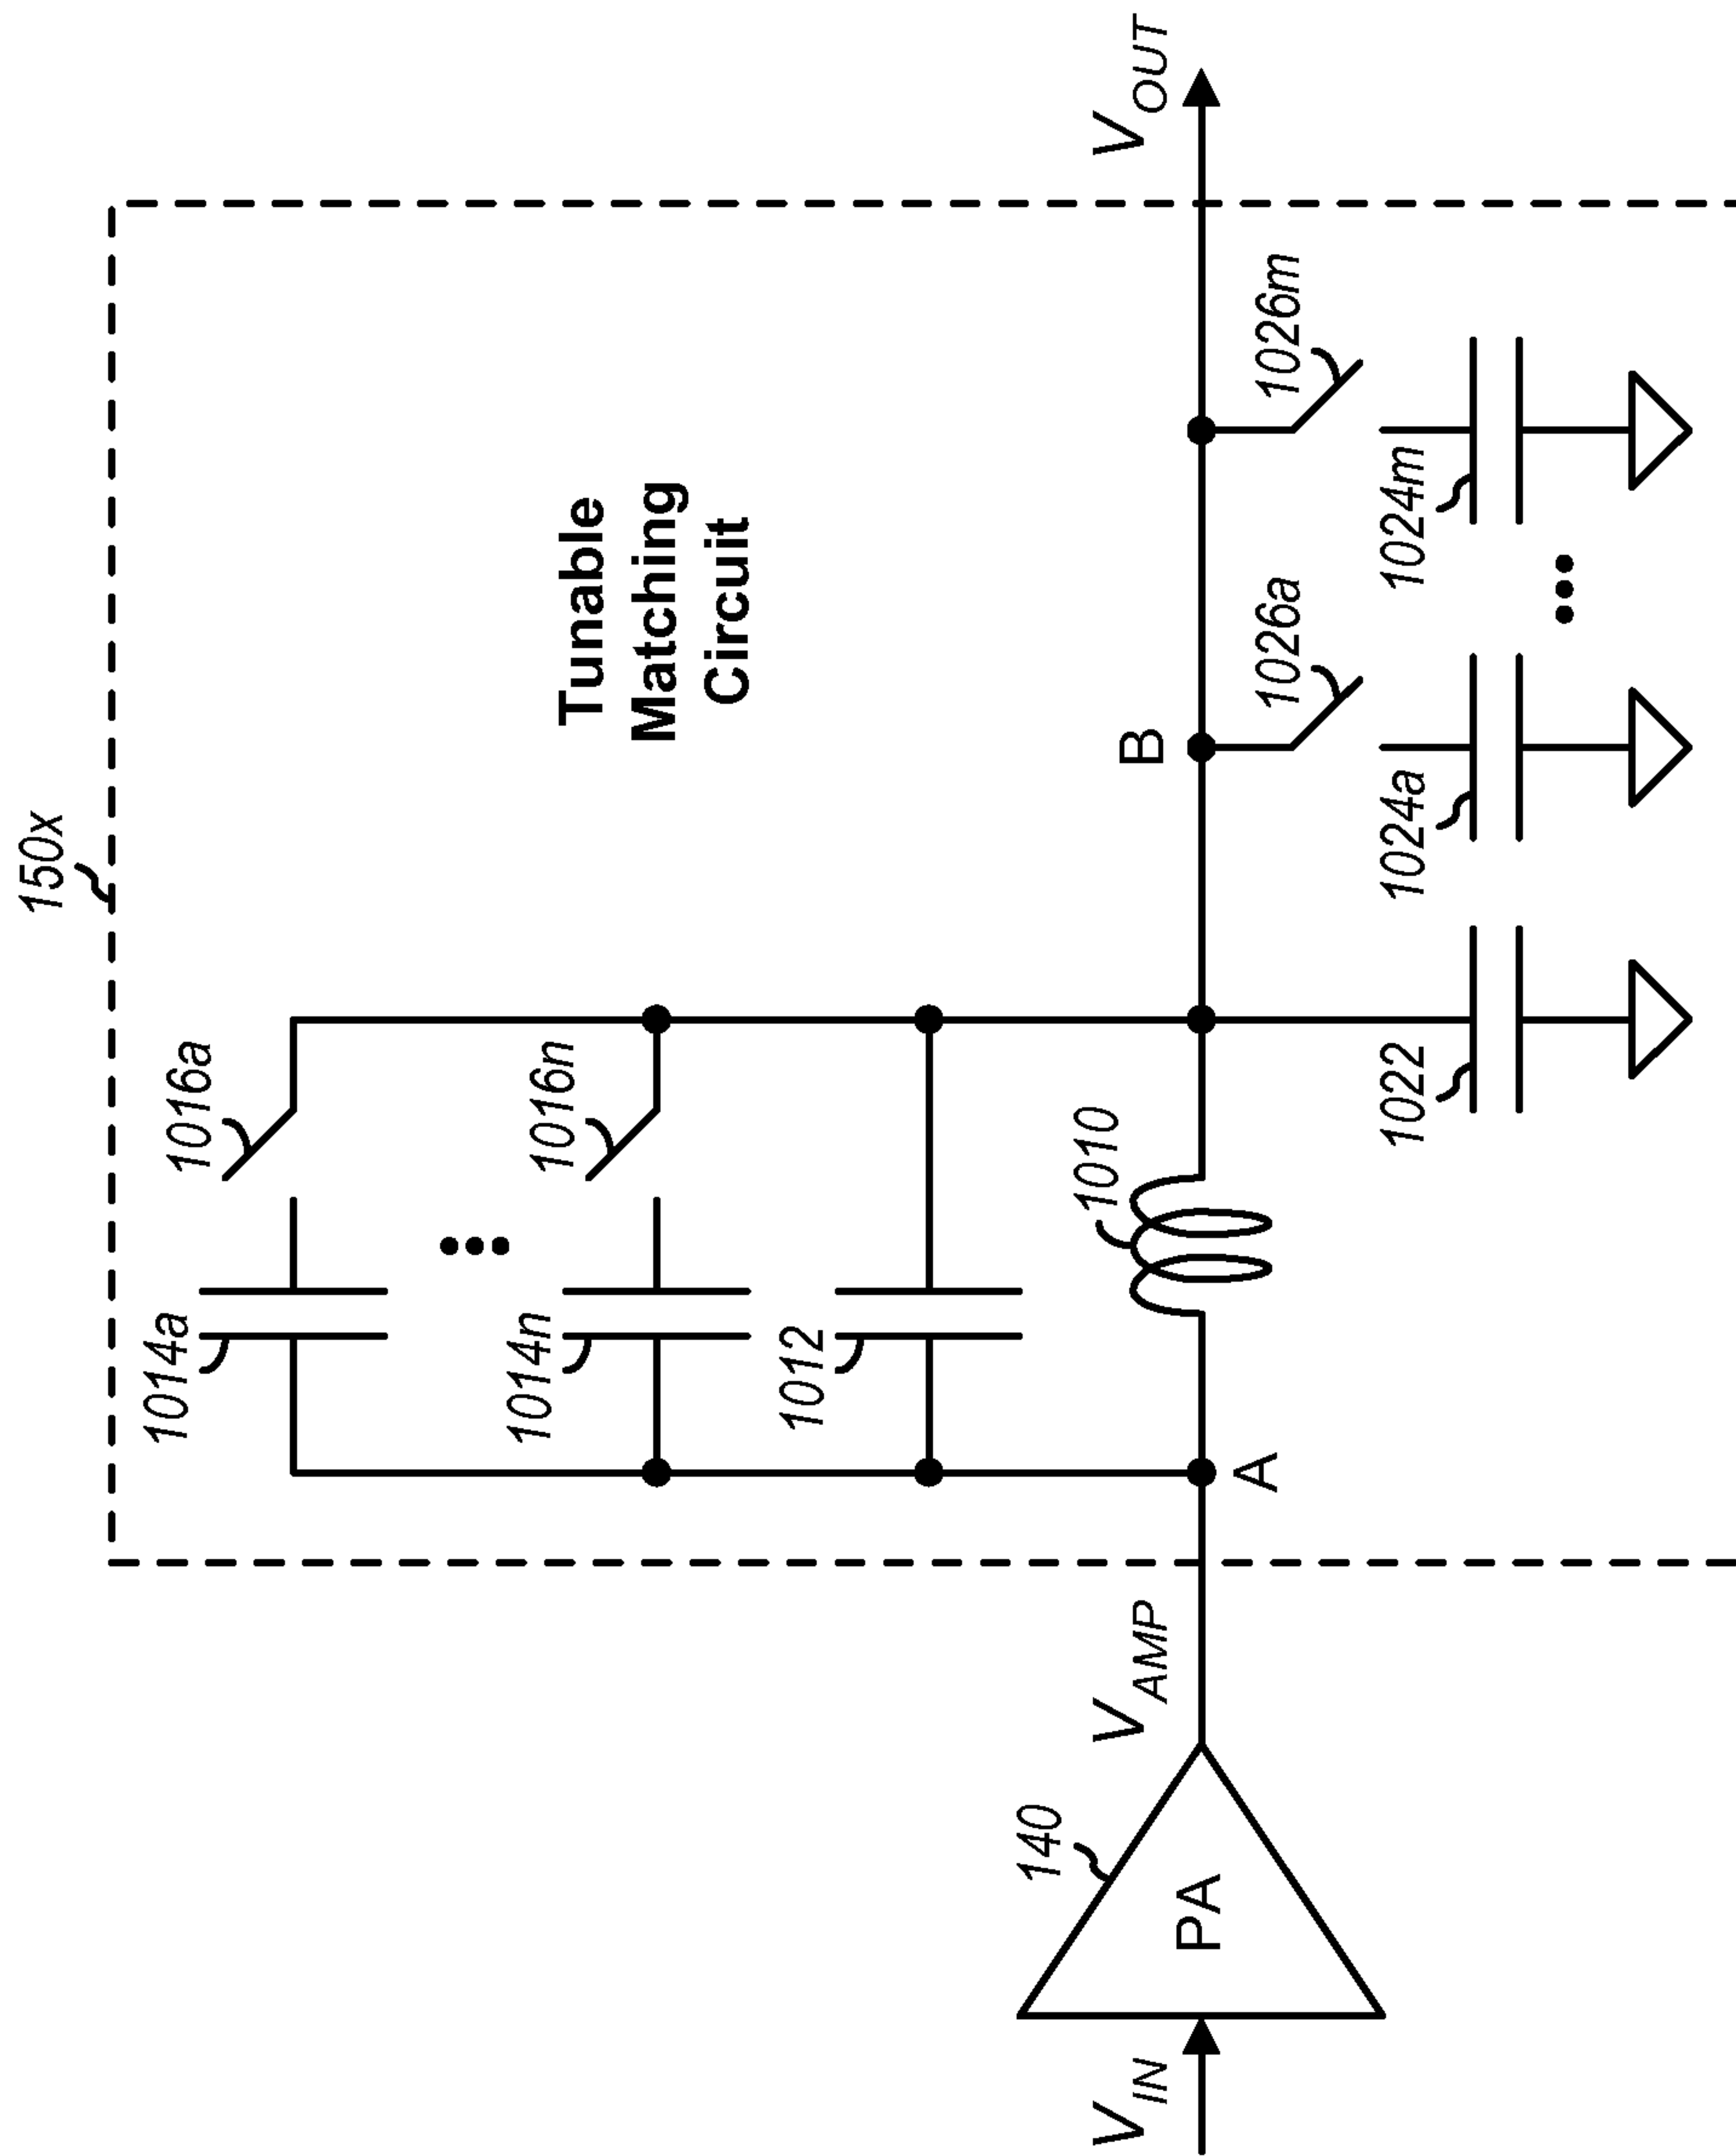 150x
1014a
1016a
1014n
1016n
1012
Tunable
Matching
Circuit
1010
140
V_IN
PA
V_AMP
A
B
V_OUT
1026a
1026m
1022
1024a
1024m